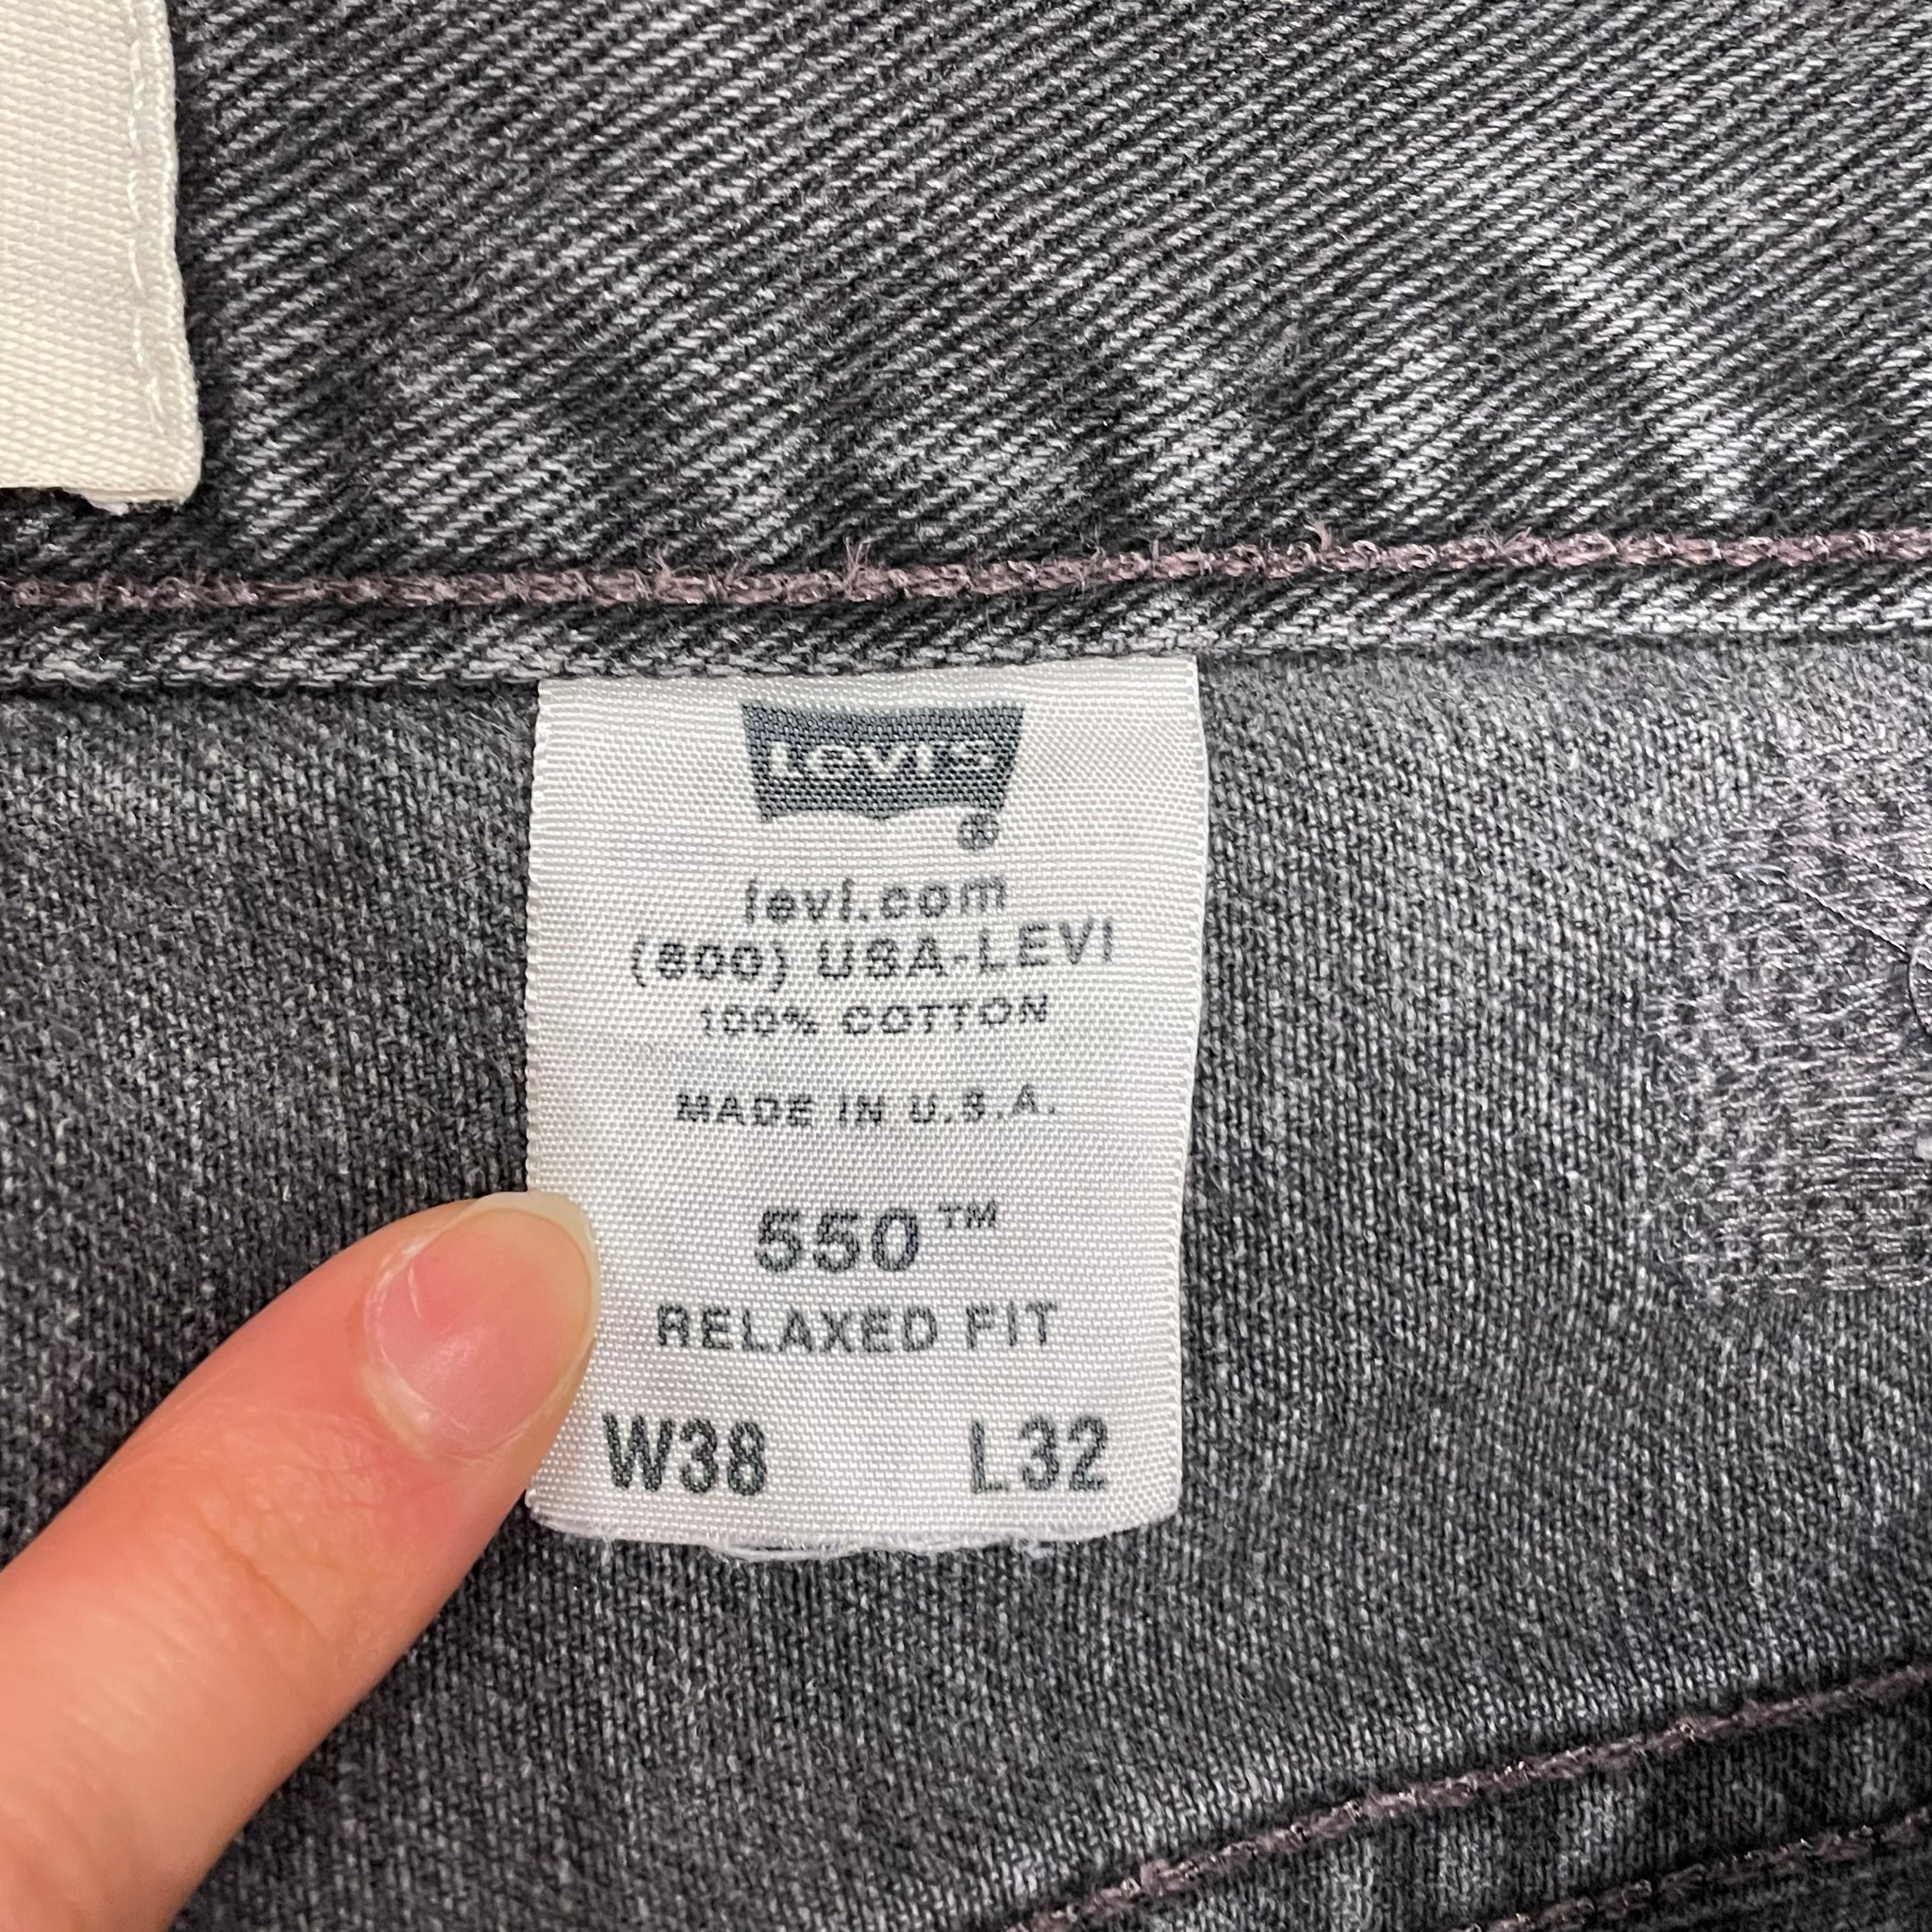 Levi's
®
levi.com
(800) USA-LEVI
100% COTTON
MADE IN U.S.A.
550™
RELAXED FIT
W38 L32